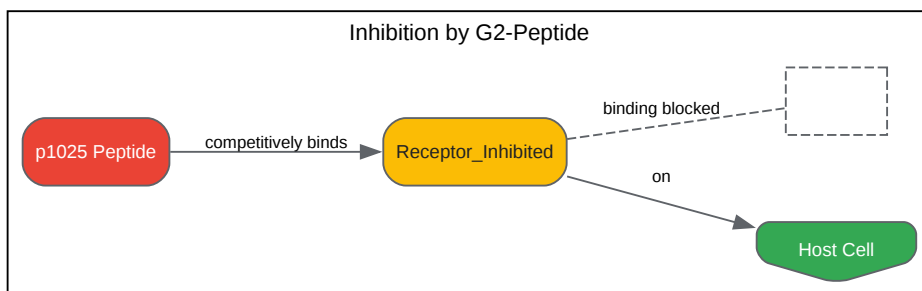 Inhibition by G2-Peptide
binding blocked
p1025 Peptide
competitively binds
Receptor_Inhibited
on
Host Cell